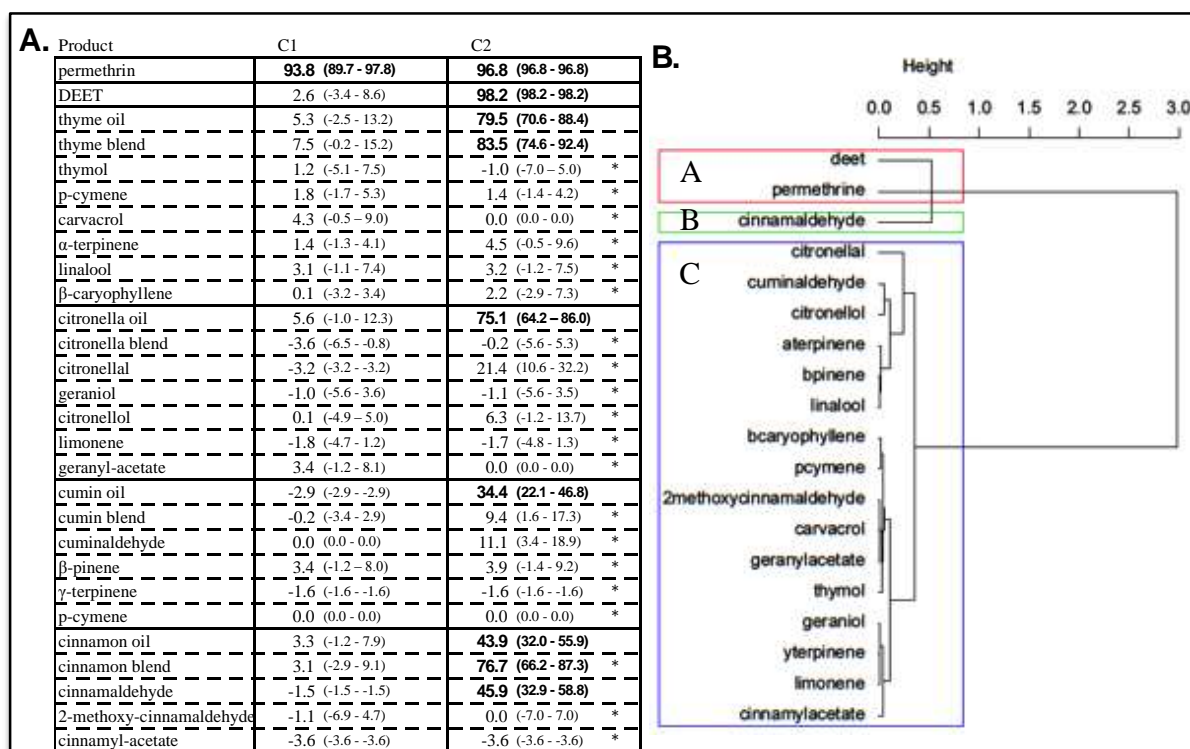 A. Product C1 C2
permethrin 93.8 (89.7 - 97.8) 96.8 (96.8 - 96.8)
DEET 2.6 (-3.4 - 8.6) 98.2 (98.2 - 98.2)
thyme oil 5.3 (-2.5 - 13.2) 79.5 (70.6 - 88.4)
thyme blend 7.5 (-0.2 - 15.2) 83.5 (74.6 - 92.4)
thymol 1.2 (-5.1 - 7.5) -1.0 (-7.0 – 5.0) *
p-cymene 1.8 (-1.7 - 5.3) 1.4 (-1.4 - 4.2) *
carvacrol 4.3 (-0.5 – 9.0) 0.0 (0.0 - 0.0) *
α-terpinene 1.4 (-1.3 - 4.1) 4.5 (-0.5 - 9.6) *
linalool 3.1 (-1.1 - 7.4) 3.2 (-1.2 - 7.5) *
β-caryophyllene 0.1 (-3.2 - 3.4) 2.2 (-2.9 - 7.3) *
citronella oil 5.6 (-1.0 - 12.3) 75.1 (64.2 – 86.0)
citronella blend -3.6 (-6.5 - -0.8) -0.2 (-5.6 - 5.3) *
citronellal -3.2 (-3.2 - -3.2) 21.4 (10.6 - 32.2) *
geraniol -1.0 (-5.6 - 3.6) -1.1 (-5.6 - 3.5) *
citronellol 0.1 (-4.9 – 5.0) 6.3 (-1.2 - 13.7) *
limonene -1.8 (-4.7 - 1.2) -1.7 (-4.8 - 1.3) *
geranyl-acetate 3.4 (-1.2 - 8.1) 0.0 (0.0 - 0.0) *
cumin oil -2.9 (-2.9 - -2.9) 34.4 (22.1 - 46.8)
cumin blend -0.2 (-3.4 - 2.9) 9.4 (1.6 - 17.3) *
cuminaldehyde 0.0 (0.0 - 0.0) 11.1 (3.4 - 18.9) *
β-pinene 3.4 (-1.2 – 8.0) 3.9 (-1.4 - 9.2) *
γ-terpinene -1.6 (-1.6 - -1.6) -1.6 (-1.6 - -1.6) *
p-cymene 0.0 (0.0 - 0.0) 0.0 (0.0 - 0.0) *
cinnamon oil 3.3 (-1.2 - 7.9) 43.9 (32.0 - 55.9)
cinnamon blend 3.1 (-2.9 - 9.1) 76.7 (66.2 - 87.3) *
cinnamaldehyde -1.5 (-1.5 - -1.5) 45.9 (32.9 - 58.8)
2-methoxy-cinnamaldehyde -1.1 (-6.9 - 4.7) 0.0 (-7.0 - 7.0) *
cinnamyl-acetate -3.6 (-3.6 - -3.6) -3.6 (-3.6 - -3.6) *
B.
Height
0.0 0.5 1.0 1.5 2.0 2.5 3.0
A
deet
permethrine
B cinnamaldehyde
citronellal
C
cuminaldehyde
citronellol
aterpinene
bpinene
linalool
bcaryophyllene
pcymene
2methoxycinnamaldehyde
carvacrol
geranylacetate
thymol
geraniol
yterpinene
limonene
cinnamylacetate